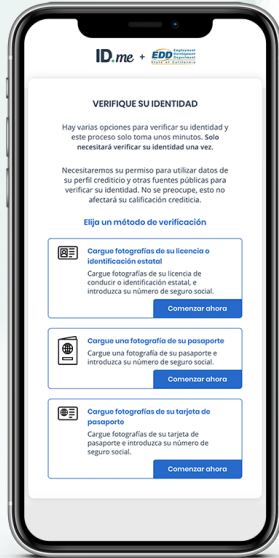 ID.me + EDD Employment
Development
Department
State of California
VERIFIQUE SU IDENTIDAD
Hay varias opciones para verificar su identidad y
este proceso solo toma unos minutos. Solo
necesitará verificar su identidad una vez.
Necesitaremos su permiso para utilizar datos de
su perfil crediticio y otras fuentes públicas para
verificar su identidad. No se preocupe, esto no
afectará su calificación crediticia.
Elija un método de verificación
Cargue fotografías de su licencia o
identificación estatal
Cargue fotografías de su licencia de
conducir o identificación estatal, e
introduzca su número de seguro social.
Comenzar ahora
Cargue una fotografía de su pasaporte
Cargue una fotografía de su pasaporte e
introduzca su número de seguro social.
Comenzar ahora
Cargue fotografías de su tarjeta de
pasaporte
Cargue fotografías de su tarjeta de
pasaporte e introduzca su número de
seguro social.
Comenzar ahora